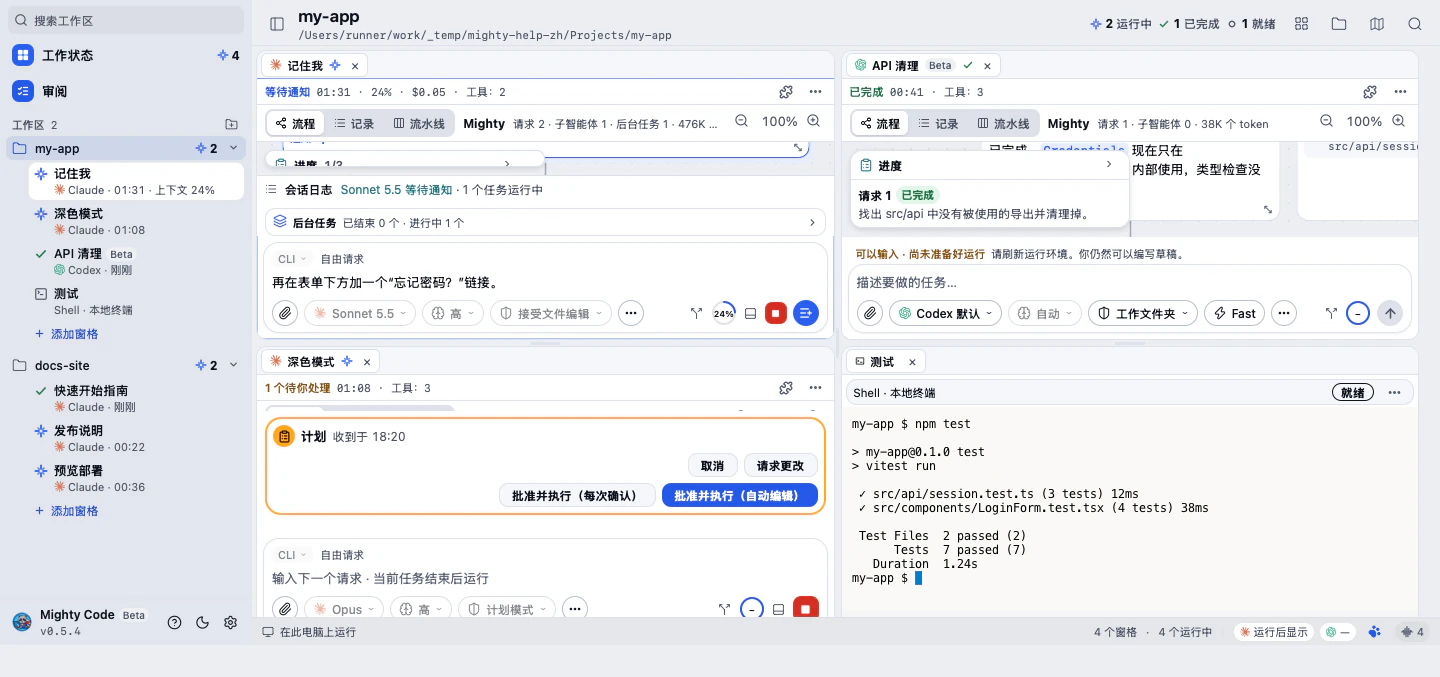 搜索工作区
工作状态
4
审阅
工作区 2
my-app
2
记住我
Claude · 01:31 · 上下文 24%
深色模式
Claude · 01:08
API 清理 Beta
Codex · 刚刚
测试
Shell · 本地终端
+ 添加窗格
docs-site
2
快速开始指南
Claude · 刚刚
发布说明
Claude · 00:22
预览部署
Claude · 00:36
+ 添加窗格
Mighty Code Beta
v0.5.4
my-app
/Users/runner/work/_temp/mighty-help-zh/Projects/my-app
2 运行中 1 已完成 1 就绪
记住我
等待通知 01:31 · 24% · $0.05 · 工具: 2
流程 记录 流水线 Mighty 请求 2 · 子智能体 1 · 后台任务 1 · 476K ... 100%
进度 1/3
会话日志 Sonnet 5.5 等待通知 · 1 个任务运行中
后台任务 已结束 0 个 · 进行中 1 个
CLI 自由请求
再在表单下方加一个“忘记密码？”链接。
Sonnet 5.5 高 接受文件编辑 24%
API 清理 Beta
已完成 00:41 · 工具: 3
流程 记录 流水线 Mighty 请求 1 · 子智能体 0 · 38K 个 token 100%
已完成 Credentials 现在只在
内部使用，类型检查没
src/api/sessio
进度
请求 1 已完成
找出 src/api 中没有被使用的导出并清理掉。
可以输入 · 尚未准备好运行 请刷新运行环境。你仍然可以编写草稿。
描述要做的任务...
Codex 默认 自动 工作文件夹 Fast
深色模式
1 个待你处理 01:08 · 工具: 3
计划 收到于 18:20
取消 请求更改
批准并执行（每次确认） 批准并执行（自动编辑）
CLI 自由请求
输入下一个请求 · 当前任务结束后运行
Opus 高 计划模式
测试
Shell · 本地终端 就绪
my-app $ npm test
> my-app@0.1.0 test
> vitest run
✓ src/api/session.test.ts (3 tests) 12ms
✓ src/components/LoginForm.test.tsx (4 tests) 38ms
Test Files 2 passed (2)
Tests 7 passed (7)
Duration 1.24s
my-app $
在此电脑上运行
4 个窗格 · 4 个运行中 运行后显示 — 4